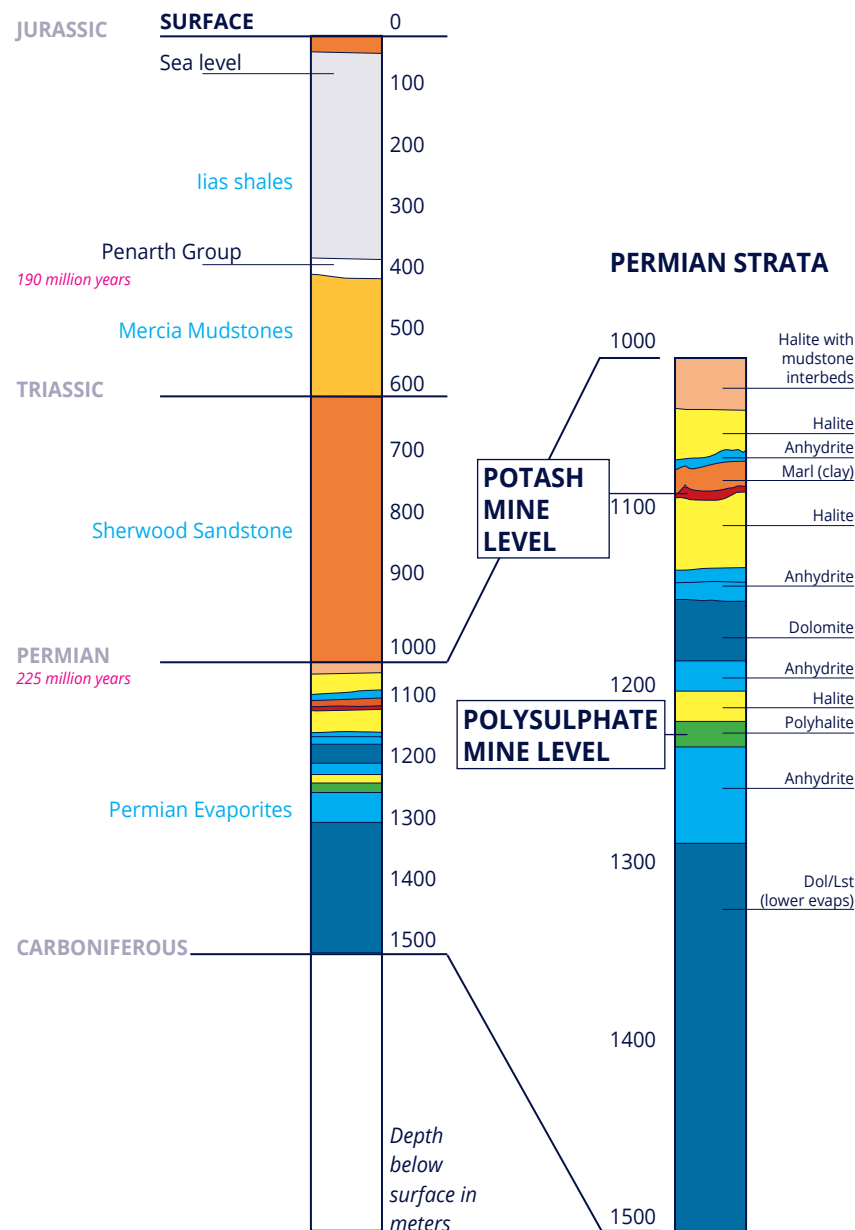 JURASSIC
SURFACE
0
Sea level
100
200
lias shales
300
Penarth Group
400
190 million years
Mercia Mudstones
500
TRIASSIC
600
700
Sherwood Sandstone
800
900
PERMIAN
1000
225 million years
1100
1200
Permian Evaporites
1300
1400
CARBONIFEROUS
1500
Depth
below
surface in
meters
PERMIAN STRATA
1000
Halite with
mudstone
interbeds
Halite
Anhydrite
Marl (clay)
POTASH
MINE
LEVEL
1100
Halite
Anhydrite
Dolomite
Anhydrite
1200
Halite
POLYSULPHATE
MINE LEVEL
Polyhalite
Anhydrite
1300
Dol/Lst
(lower evaps)
1400
1500